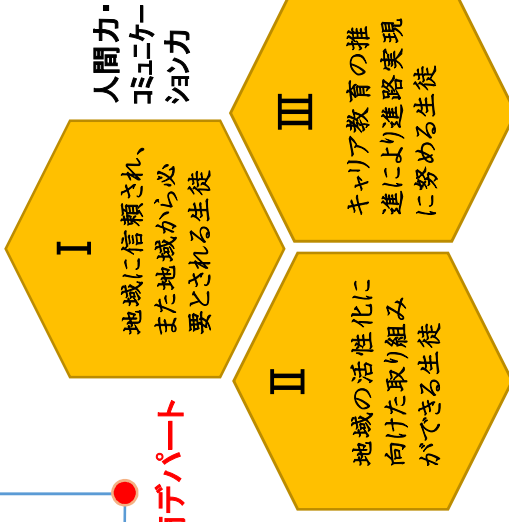 人間力・
コミュニケー
ション力
Ⅰ
地域に信頼され、
また地域から必
要とされる生徒
Ⅱ
地域の活性化に
向けた取り組み
ができる生徒
Ⅲ
キャリア教育の推
進により進路実現
に努める生徒
デパート